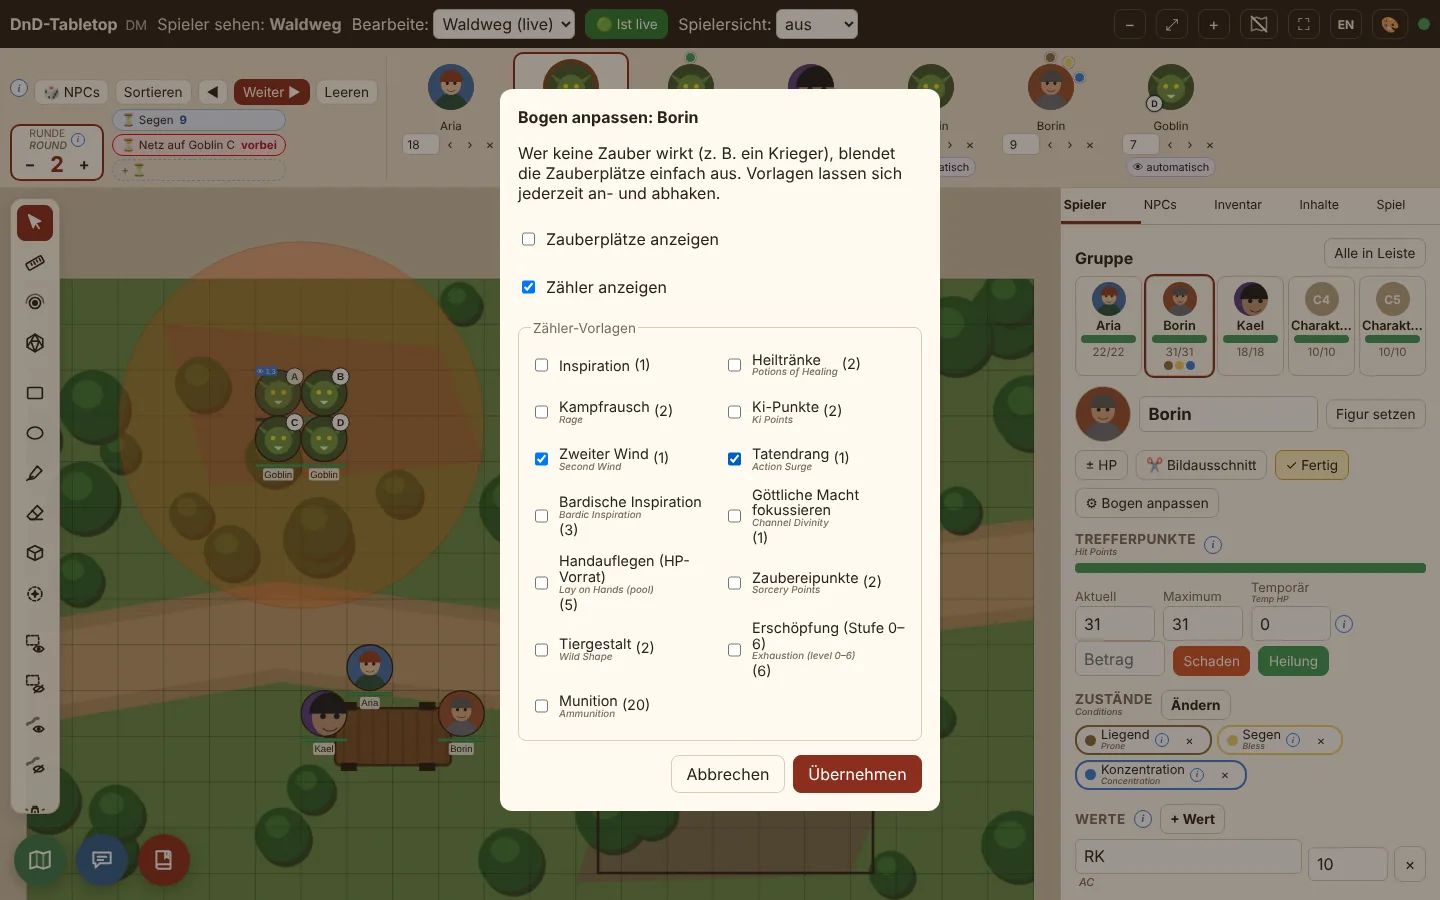 DnD-Tabletop DM Spieler sehen: Waldweg Bearbeite: Waldweg (live) Ist live Spielersicht: aus EN
NPCs Sortieren ◀ Weiter ▶ Leeren
RUNDE
ROUND
− 2 +
Segen 9
Netz auf Goblin C vorbei
+
Aria
18 ‹ › ×
in
› ×
atisch
Borin
9 ‹ › ×
D
Goblin
7 ‹ › ×
automatisch
Bogen anpassen: Borin
Wer keine Zauber wirkt (z. B. ein Krieger), blendet
die Zauberplätze einfach aus. Vorlagen lassen sich
jederzeit an- und abhaken.
Zauberplätze anzeigen
Zähler anzeigen
Zähler-Vorlagen
Inspiration (1)
Heiltränke (2)
Potions of Healing
Kampfrausch (2)
Rage
Ki-Punkte (2)
Ki Points
Zweiter Wind (1)
Second Wind
Tatendrang (1)
Action Surge
Bardische Inspiration
Bardic Inspiration
(3)
Göttliche Macht
fokussieren
Channel Divinity
(1)
Handauflegen (HP-
Vorrat)
Lay on Hands (pool)
(5)
Zaubereipunkte (2)
Sorcery Points
Tiergestalt (2)
Wild Shape
Erschöpfung (Stufe 0–
6)
Exhaustion (level 0–6)
(6)
Munition (20)
Ammunition
Abbrechen Übernehmen
1,3
A
B
C
D
Goblin Goblin
Aria
Kael
Borin
Spieler NPCs Inventar Inhalte Spiel
Gruppe Alle in Leiste
Aria
22/22
Borin
31/31
Kael
18/18
C4
Charakt...
10/10
C5
Charakt...
10/10
Borin Figur setzen
± HP Bildausschnitt ✓ Fertig
Bogen anpassen
TREFFERPUNKTE
Hit Points
Aktuell Maximum Temporär
Temp HP
31 31 0
Betrag Schaden Heilung
ZUSTÄNDE Ändern
Conditions
Liegend ×
Prone
Segen ×
Bless
Konzentration ×
Concentration
WERTE + Wert
RK 10 ×
AC